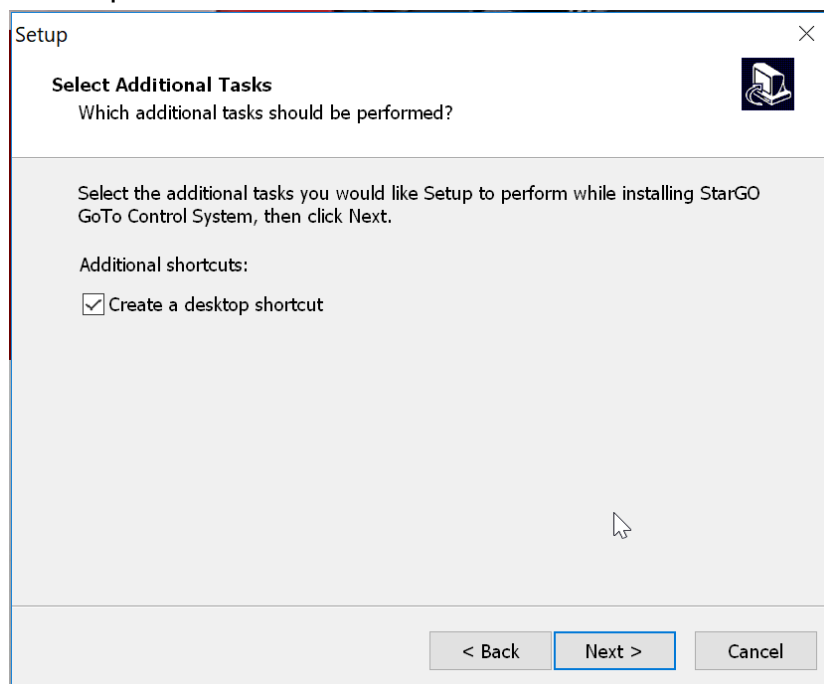 Setup
Select Additional Tasks
Which additional tasks should be performed?
Select the additional tasks you would like Setup to perform while installing StarGO
GoTo Control System, then click Next.
Additional shortcuts:
Create a desktop shortcut
< Back
Next >
Cancel